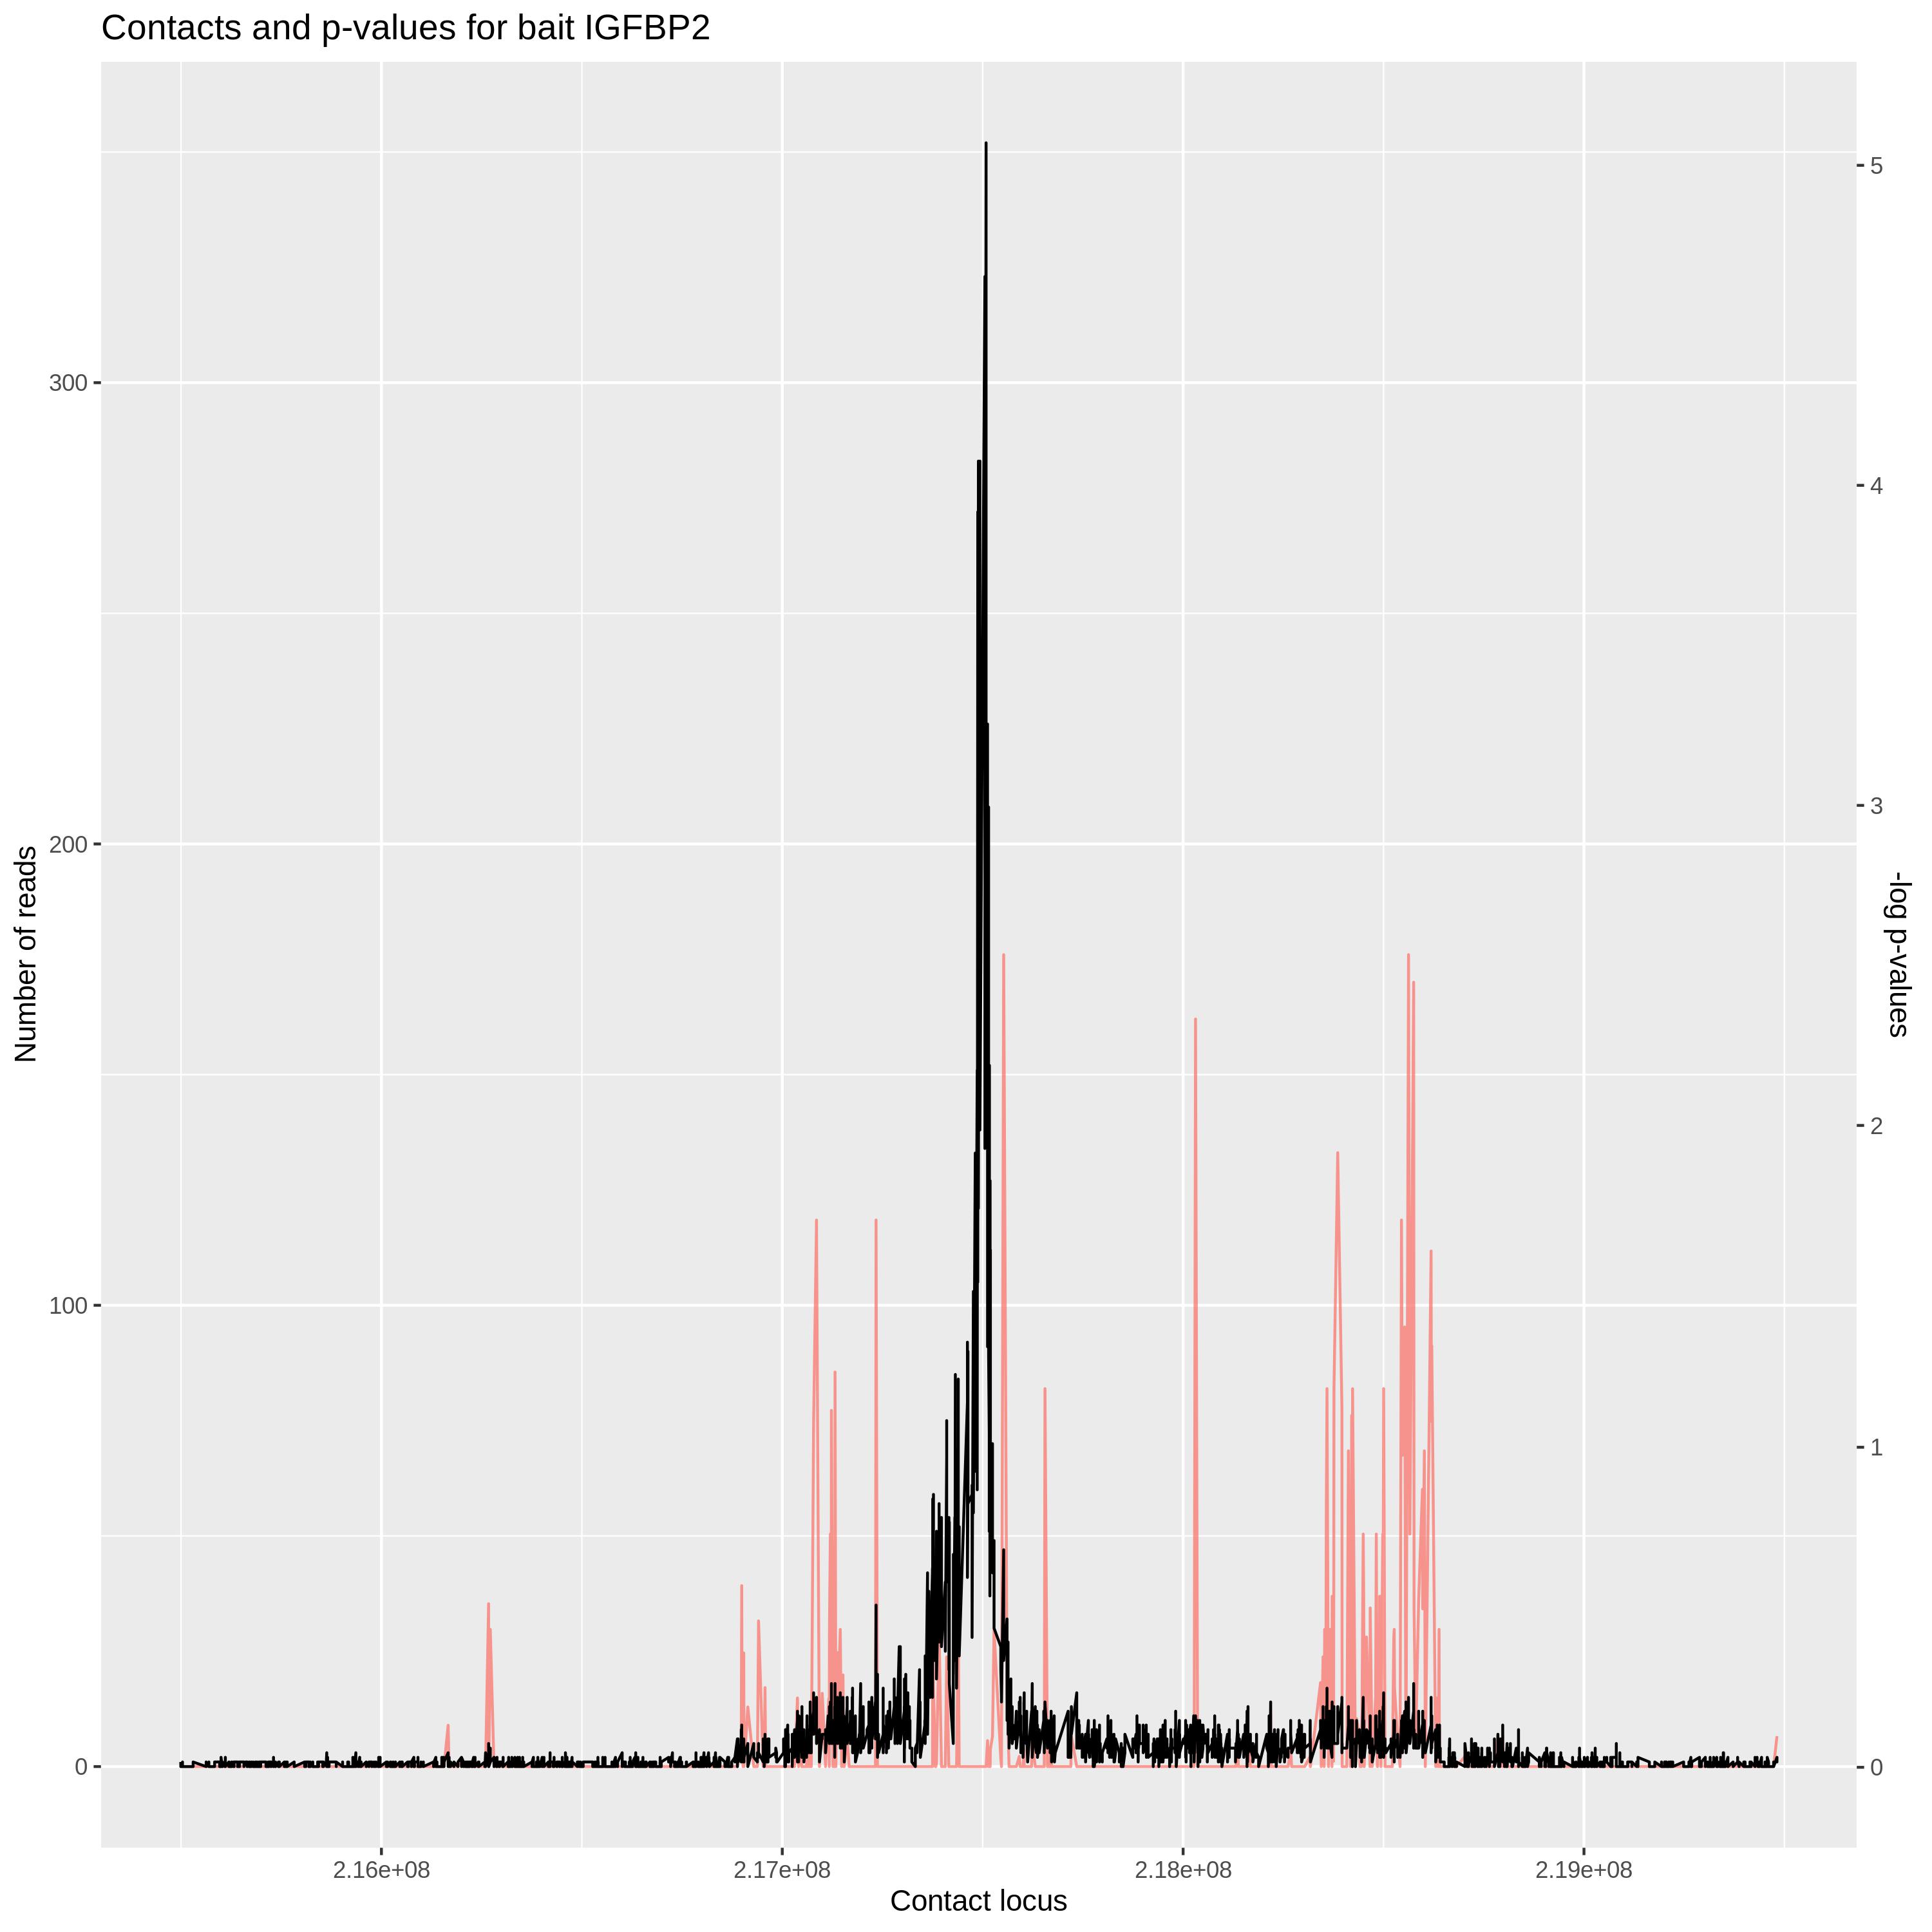 Contacts and p-values for bait IGFBP2
Number of reads
300
200
100
0
5
4
3
2
1
0
-log p-values
2.16e+08
2.17e+08
2.18e+08
2.19e+08
Contact locus